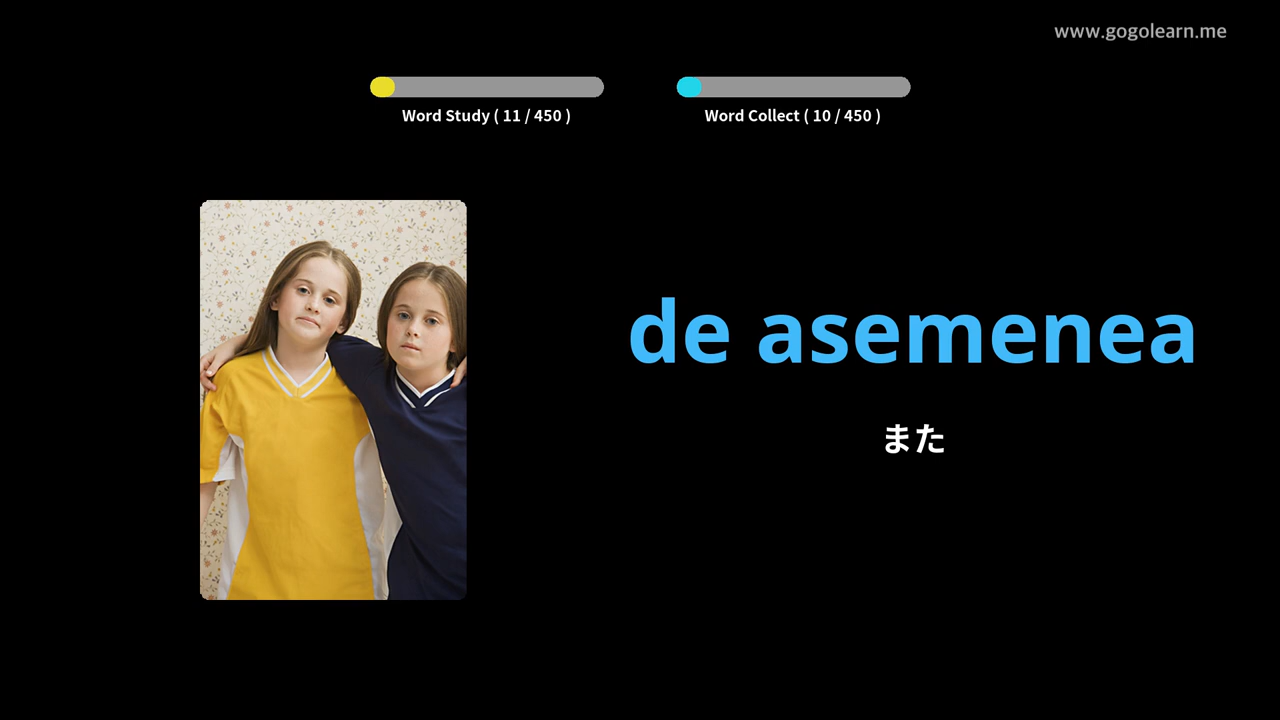 www.gogolearn.me
Word Study ( 11 / 450 )
Word Collect ( 10 / 450 )
de asemenea
また